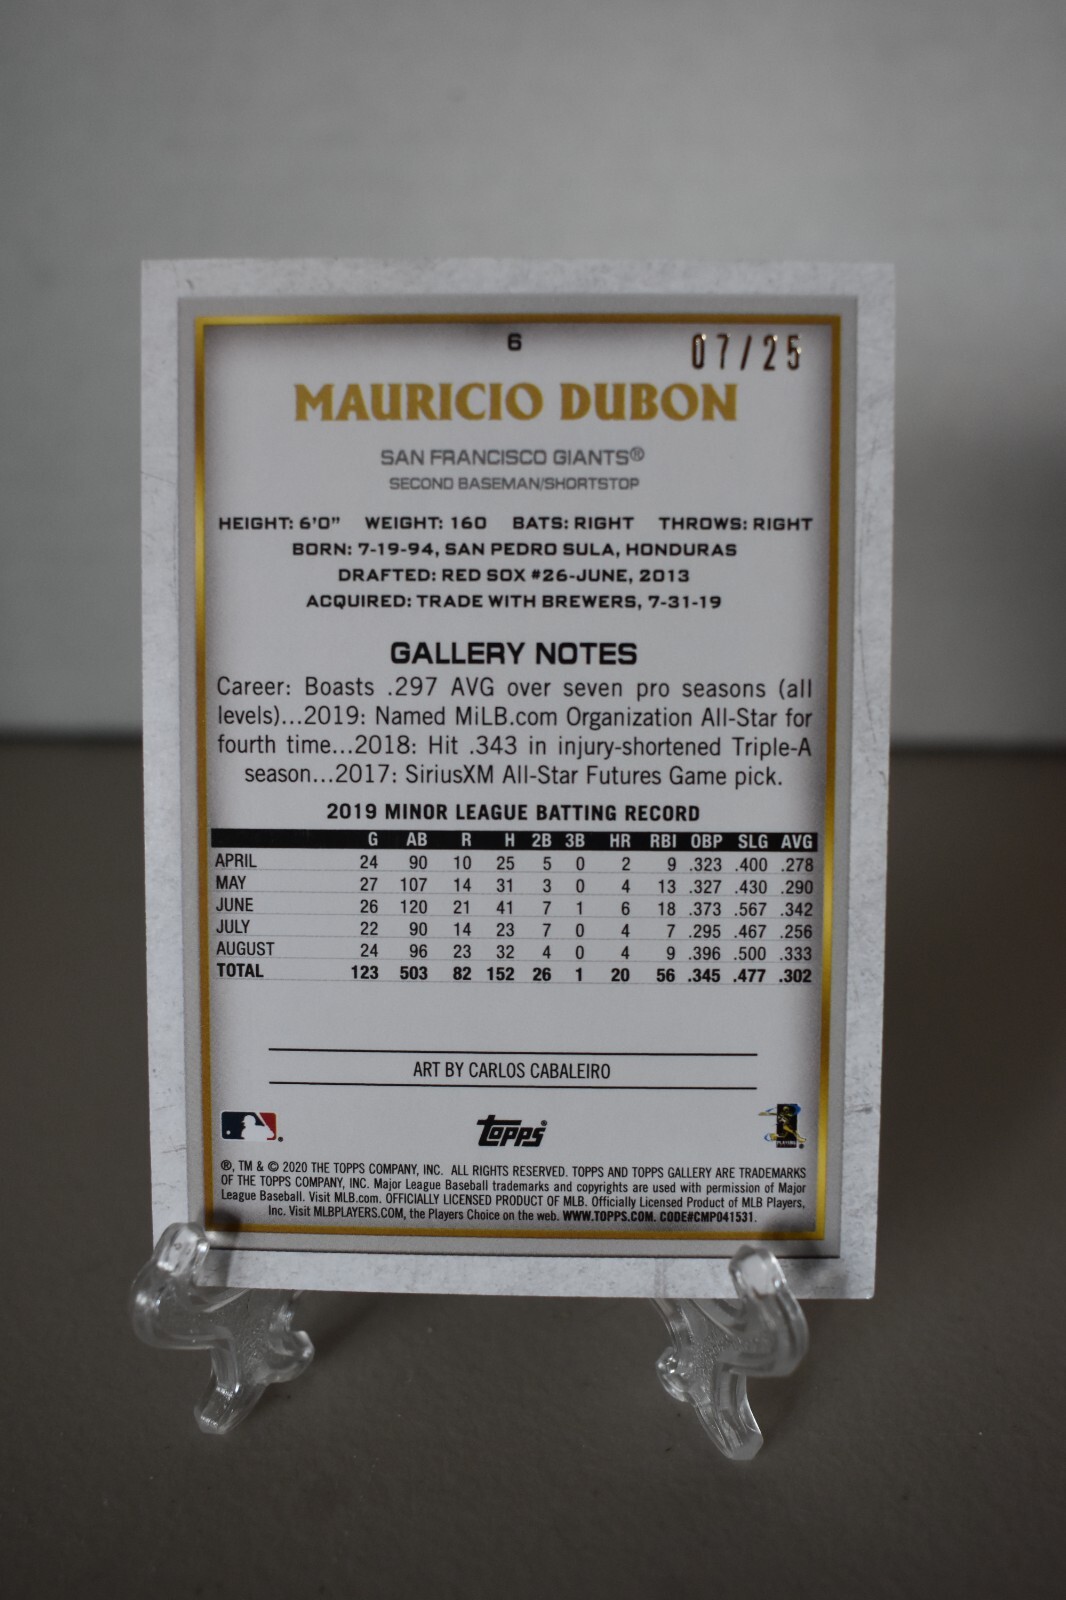 6
07/25
MAURICIO DUBON
SAN FRANCISCO GIANTS®
SECOND BASEMAN/SHORTSTOP
HEIGHT: 6'0" WEIGHT: 160 BATS: RIGHT THROWS: RIGHT
BORN: 7-19-94, SAN PEDRO SULA, HONDURAS
DRAFTED: RED SOX #26-JUNE, 2013
ACQUIRED: TRADE WITH BREWERS, 7-31-19
GALLERY NOTES
Career: Boasts .297 AVG over seven pro seasons (all
levels)...2019: Named MiLB.com Organization All-Star for
fourth time...2018: Hit .343 in injury-shortened Triple-A
season...2017: SiriusXM All-Star Futures Game pick.
2019 MINOR LEAGUE BATTING RECORD
G AB R H 2B 3B HR RBI OBP SLG AVG
APRIL 24 90 10 25 5 0 2 9 .323 .400 .278
MAY 27 107 14 31 3 0 4 13 .327 .430 .290
JUNE 26 120 21 41 7 1 6 18 .373 .567 .342
JULY 22 90 14 23 7 0 4 7 .295 .467 .256
AUGUST 24 96 23 32 4 0 4 9 .396 .500 .333
TOTAL 123 503 82 152 26 1 20 56 .345 .477 .302
ART BY CARLOS CABALEIRO
Topps®
PLAYERS
®, TM & © 2020 THE TOPPS COMPANY, INC. ALL RIGHTS RESERVED. TOPPS AND TOPPS GALLERY ARE TRADEMARKS
OF THE TOPPS COMPANY, INC. Major League Baseball trademarks and copyrights are used with permission of Major
League Baseball. Visit MLB.com. OFFICIALLY LICENSED PRODUCT OF MLB. Officially Licensed Product of MLB Players,
Inc. Visit MLBPLAYERS.COM, the Players Choice on the web. WWW.TOPPS.COM. CODE#CMP041531.